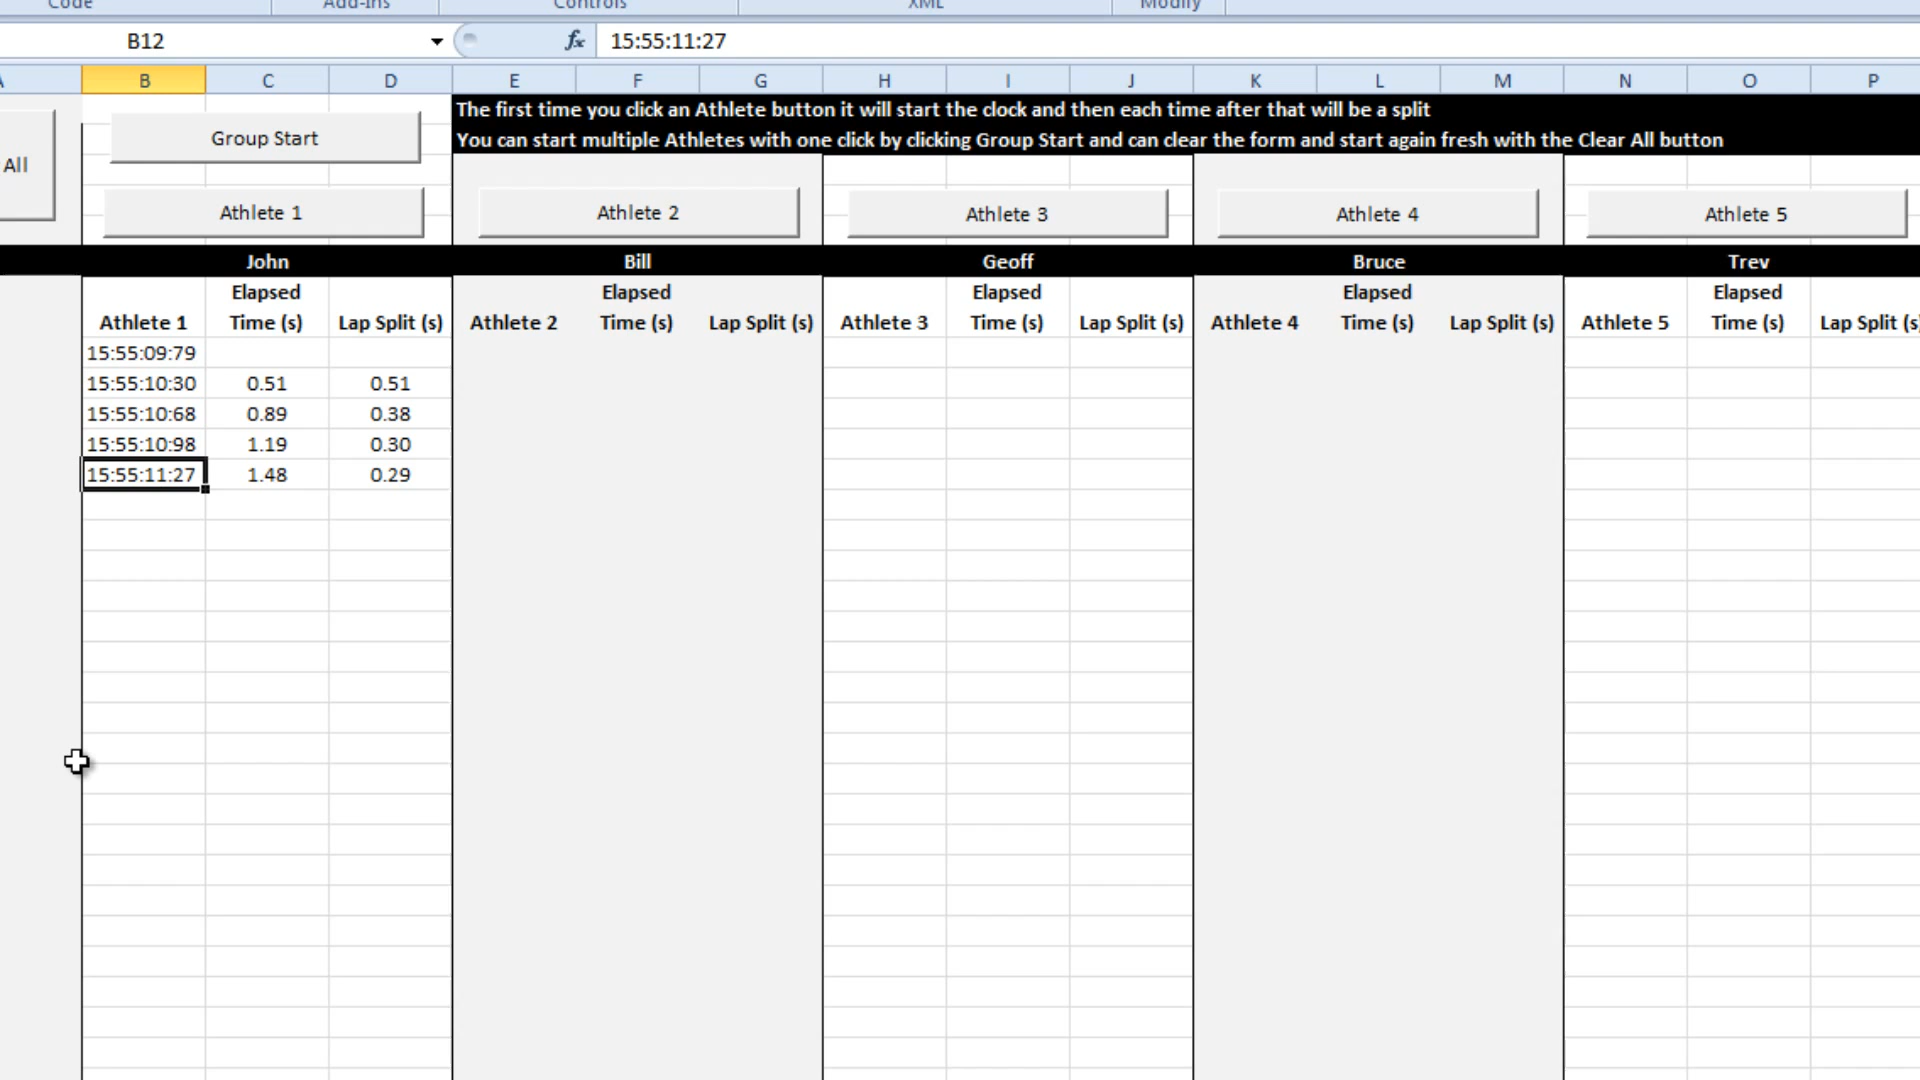 Code Add-Ins Controls XML Modify
B12 fx 15:55:11:27
A B C D E F G H I J K L M N O P
The first time you click an Athlete button it will start the clock and then each time after that will be a split
You can start multiple Athletes with one click by clicking Group Start and can clear the form and start again fresh with the Clear All button
Group Start
All
Athlete 1 Athlete 2 Athlete 3 Athlete 4 Athlete 5
John Bill Geoff Bruce Trev
Elapsed Elapsed Elapsed Elapsed Elapsed
Athlete 1 Time (s) Lap Split (s) Athlete 2 Time (s) Lap Split (s) Athlete 3 Time (s) Lap Split (s) Athlete 4 Time (s) Lap Split (s) Athlete 5 Time (s) Lap Split (s
15:55:09:79
15:55:10:30 0.51 0.51
15:55:10:68 0.89 0.38
15:55:10:98 1.19 0.30
15:55:11:27 1.48 0.29